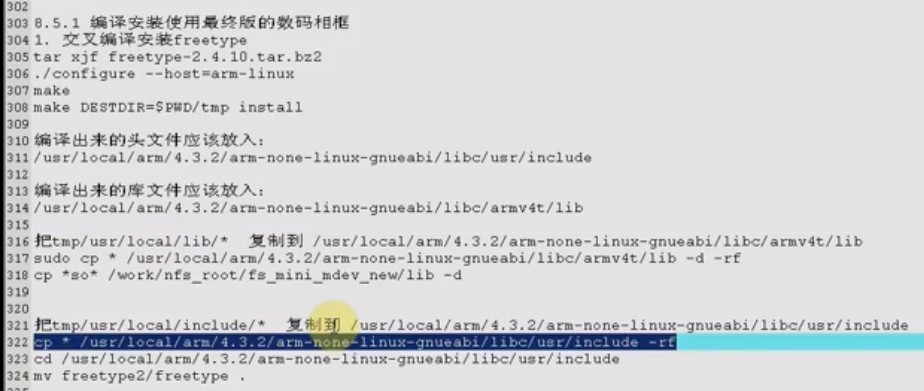 302
303 8.5.1 编译安装使用最终版的数码相框
304 1. 交叉编译安装freetype
305 tar xjf freetype-2.4.10.tar.bz2
306 ./configure --host=arm-linux
307 make
308 make DESTDIR=$PWD/tmp install
309
310 编译出来的头文件应该放入:
311 /usr/local/arm/4.3.2/arm-none-linux-gnueabi/libc/usr/include
312
313 编译出来的库文件应该放入:
314 /usr/local/arm/4.3.2/arm-none-linux-gnueabi/libc/armv4t/lib
315
316 把tmp/usr/local/lib/*  复制到 /usr/local/arm/4.3.2/arm-none-linux-gnueabi/libc/armv4t/lib
317 sudo cp * /usr/local/arm/4.3.2/arm-none-linux-gnueabi/libc/armv4t/lib -d -rf
318 cp *so* /work/nfs_root/fs_mini_mdev_new/lib -d
319
320
321 把tmp/usr/local/include/*  复制到 /usr/local/arm/4.3.2/arm-none-linux-gnueabi/libc/usr/include
322 cp * /usr/local/arm/4.3.2/arm-none-linux-gnueabi/libc/usr/include -rf
323 cd /usr/local/arm/4.3.2/arm-none-linux-gnueabi/libc/usr/include
324 mv freetype2/freetype .